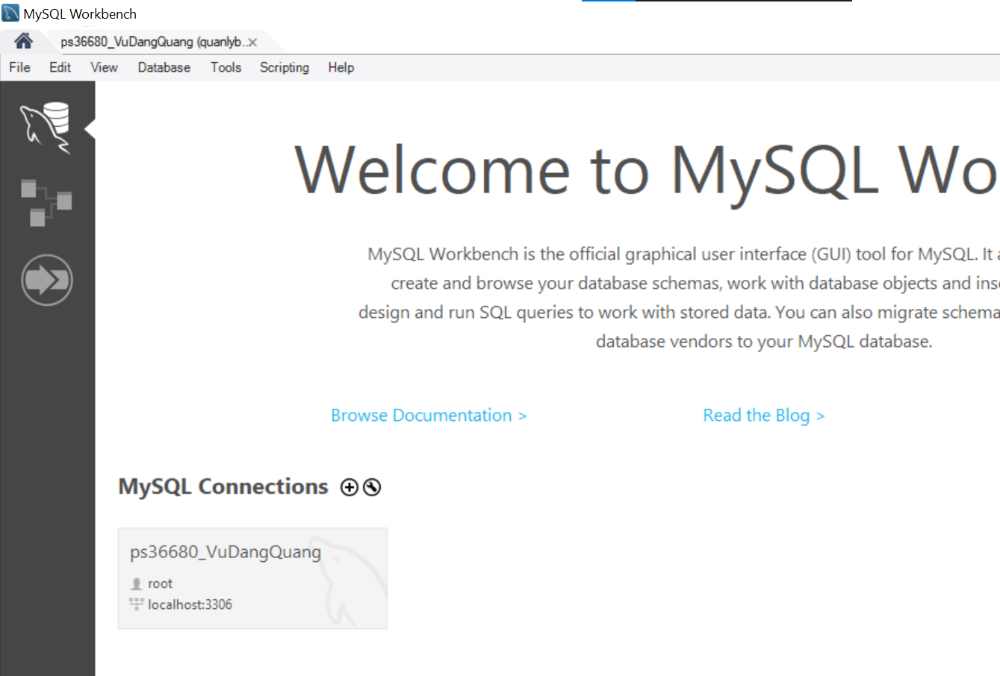 MySQL Workbench
ps36680_VuDangQuang (quanlyb..
File Edit View Database Tools Scripting Help
Welcome to MySQL Wo
MySQL Workbench is the official graphical user interface (GUI) tool for MySQL. It a
create and browse your database schemas, work with database objects and inse
design and run SQL queries to work with stored data. You can also migrate schema
database vendors to your MySQL database.
Browse Documentation >
Read the Blog >
MySQL Connections
ps36680_VuDangQuang
root
localhost:3306